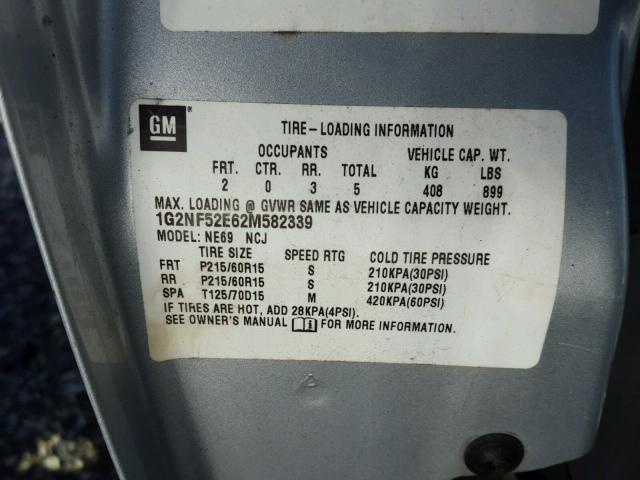 GM
TIRE-LOADING INFORMATION
OCCUPANTS VEHICLE CAP. WT.
FRT. CTR. RR. TOTAL KG LBS
2 0 3 5 408 899
MAX. LOADING @ GVWR SAME AS VEHICLE CAPACITY WEIGHT.
1G2NF52E62M582339
MODEL: NE69 NCJ
TIRE SIZE SPEED RTG COLD TIRE PRESSURE
FRT P215/60R15 S 210KPA(30PSI)
RR P215/60R15 S 210KPA(30PSI)
SPA T125/70D15 M 420KPA(60PSI)
IF TIRES ARE HOT, ADD 28KPA(4PSI).
SEE OWNER'S MANUAL FOR MORE INFORMATION.